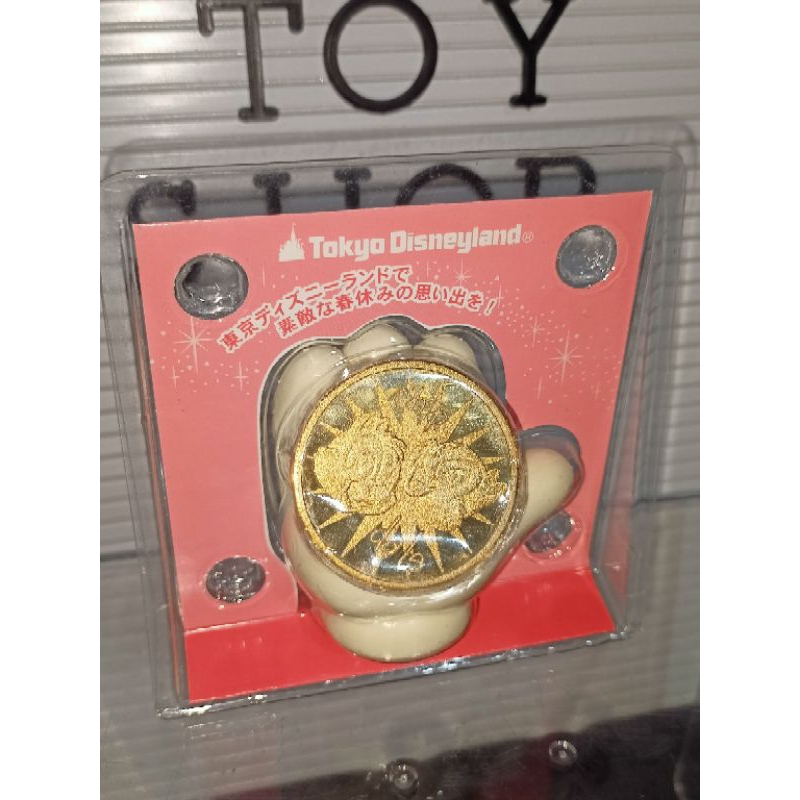 TOY
SHOP
Tokyo Disneyland®
東京ディズニーランドで
素敵な春休みの思い出を！